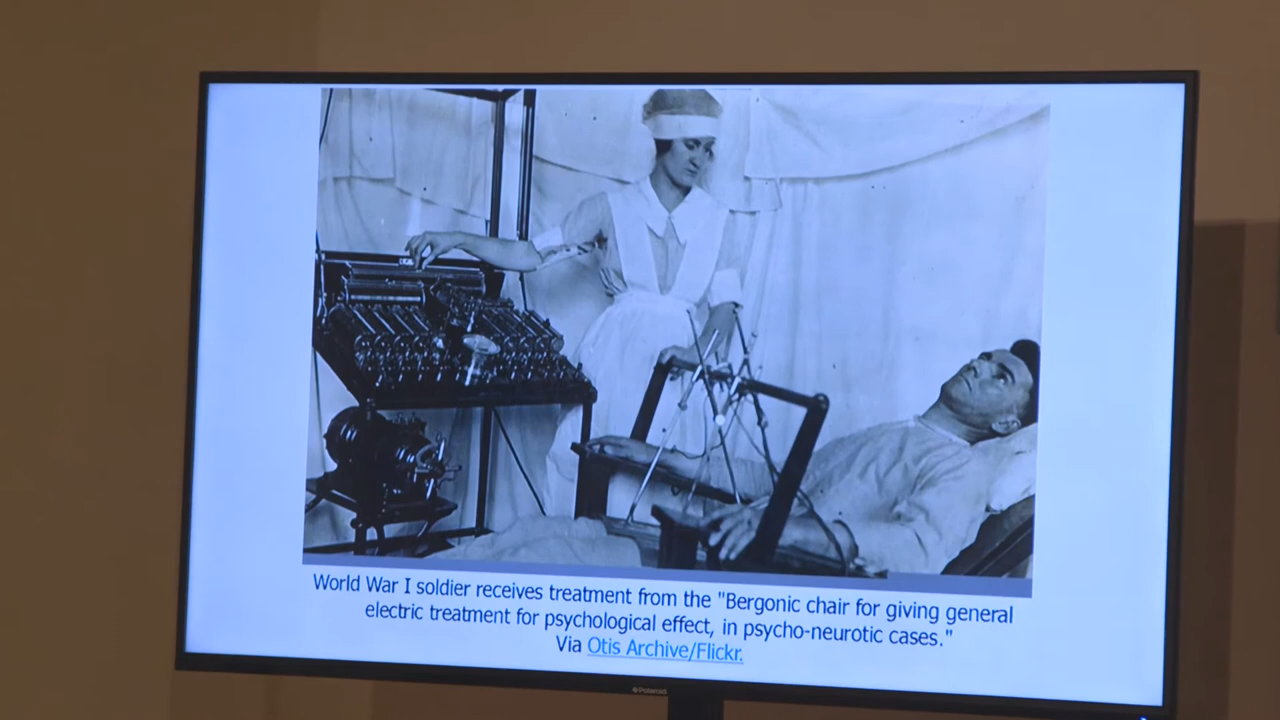 World War I soldier receives treatment from the "Bergonic chair for giving general
electric treatment for psychological effect, in psycho-neurotic cases."
Via Otis Archive/Flickr.
Polaroid